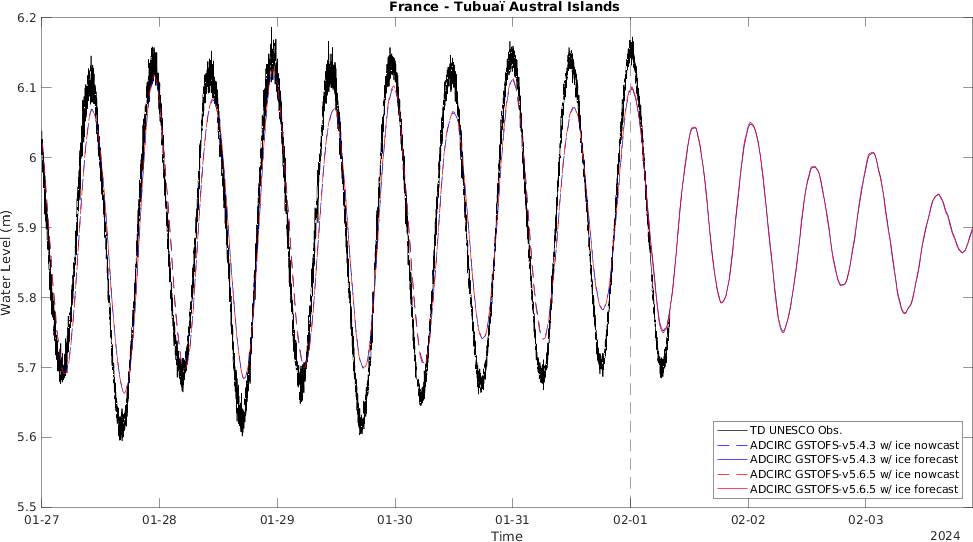 France - Tubuaï Austral Islands
6.2
6.1
6
5.9
5.8
5.7
5.6
5.5
Water Level (m)
TD UNESCO Obs.
ADCIRC GSTOFS-v5.4.3 w/ ice nowcast
ADCIRC GSTOFS-v5.4.3 w/ ice forecast
ADCIRC GSTOFS-v5.6.5 w/ ice nowcast
ADCIRC GSTOFS-v5.6.5 w/ ice forecast
01-27 01-28 01-29 01-30 01-31 02-01 02-02 02-03
Time
2024